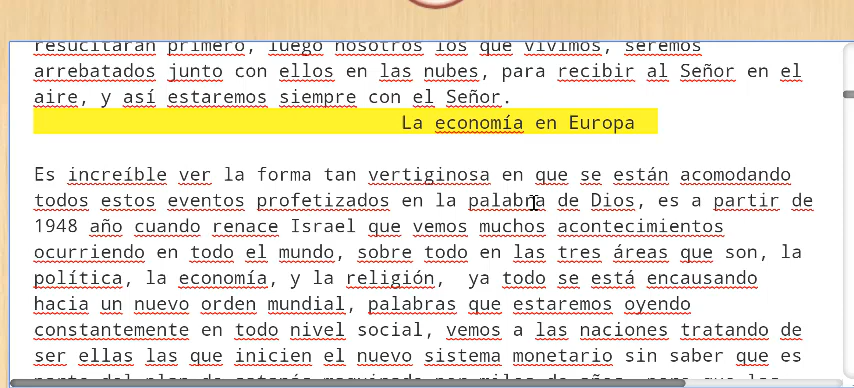 resucitaran primero, luego nosotros los que vivimos, seremos
arrebatados junto con ellos en las nubes, para recibir al Señor en el
aire, y así estaremos siempre con el Señor.
La economía en Europa
Es increíble ver la forma tan vertiginosa en que se están acomodando
todos estos eventos profetizados en la palabra de Dios, es a partir de
1948 año cuando renace Israel que vemos muchos acontecimientos
ocurriendo en todo el mundo, sobre todo en las tres áreas que son, la
política, la economía, y la religión,  ya todo se está encausando
hacia un nuevo orden mundial, palabras que estaremos oyendo
constantemente en todo nivel social, vemos a las naciones tratando de
ser ellas las que inicien el nuevo sistema monetario sin saber que es